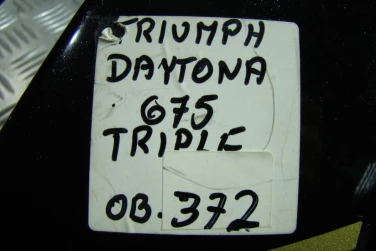 TRIUMPH
DAYTONA
675
TRIPLE
OB. 372